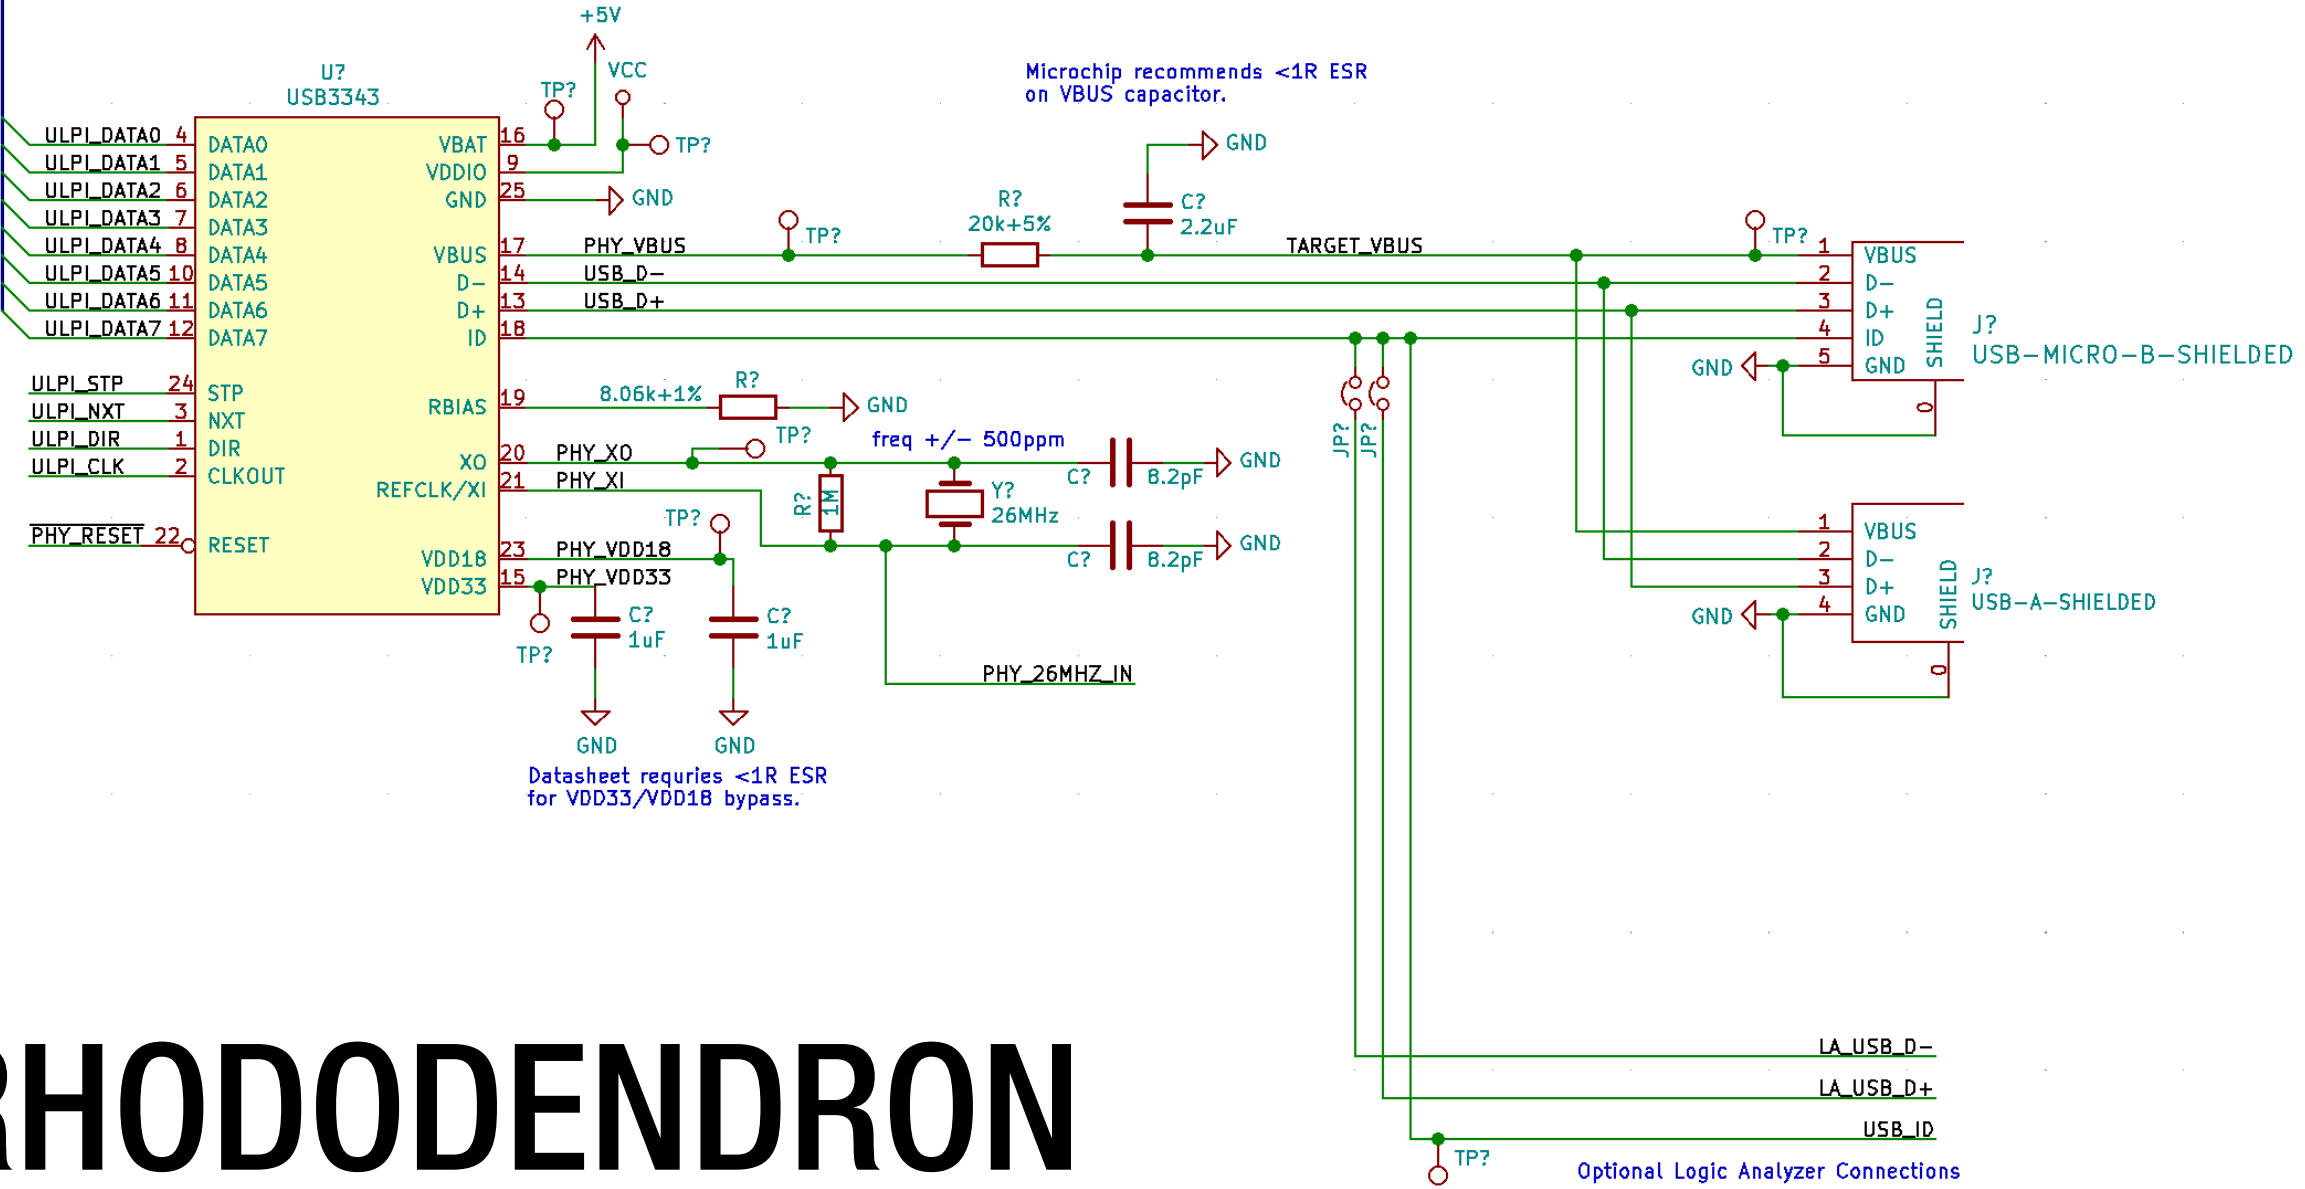 +5V
VCC
TP?
TP?
U?
USB3343
Microchip recommends <1R ESR
on VBUS capacitor.
ULPI_DATA0 4 DATA0
ULPI_DATA1 5 DATA1
ULPI_DATA2 6 DATA2
ULPI_DATA3 7 DATA3
ULPI_DATA4 8 DATA4
ULPI_DATA5 10 DATA5
ULPI_DATA6 11 DATA6
ULPI_DATA7 12 DATA7
ULPI_STP 24 STP
ULPI_NXT 3 NXT
ULPI_DIR 1 DIR
ULPI_CLK 2 CLKOUT
PHY_RESET 22 RESET
VBAT 16
VDDIO 9
GND 25 GND
VBUS 17 PHY_VBUS
D- 14 USB_D-
D+ 13 USB_D+
ID 18
RBIAS 19
XO 20 PHY_XO
REFCLK/XI 21 PHY_XI
VDD18 23 PHY_VDD18
VDD33 15 PHY_VDD33
TP?
R?
20k+5%
GND
C?
2.2uF
TARGET_VBUS
TP?
8.06k+1%
R?
GND
TP?
freq +/- 500ppm
R?
1M
Y?
26MHz
C?
8.2pF
GND
C?
8.2pF
GND
TP?
TP?
C?
1uF
C?
1uF
GND
GND
PHY_26MHZ_IN
Datasheet requries <1R ESR
for VDD33/VDD18 bypass.
JP?
JP?
1 VBUS
2 D-
3 D+
4 ID
GND 5 GND
SHIELD
0
J?
USB-MICRO-B-SHIELDED
1 VBUS
2 D-
3 D+
GND 4 GND
SHIELD
0
J?
USB-A-SHIELDED
RHODODENDRON
LA_USB_D-
LA_USB_D+
USB_ID
TP?
Optional Logic Analyzer Connections